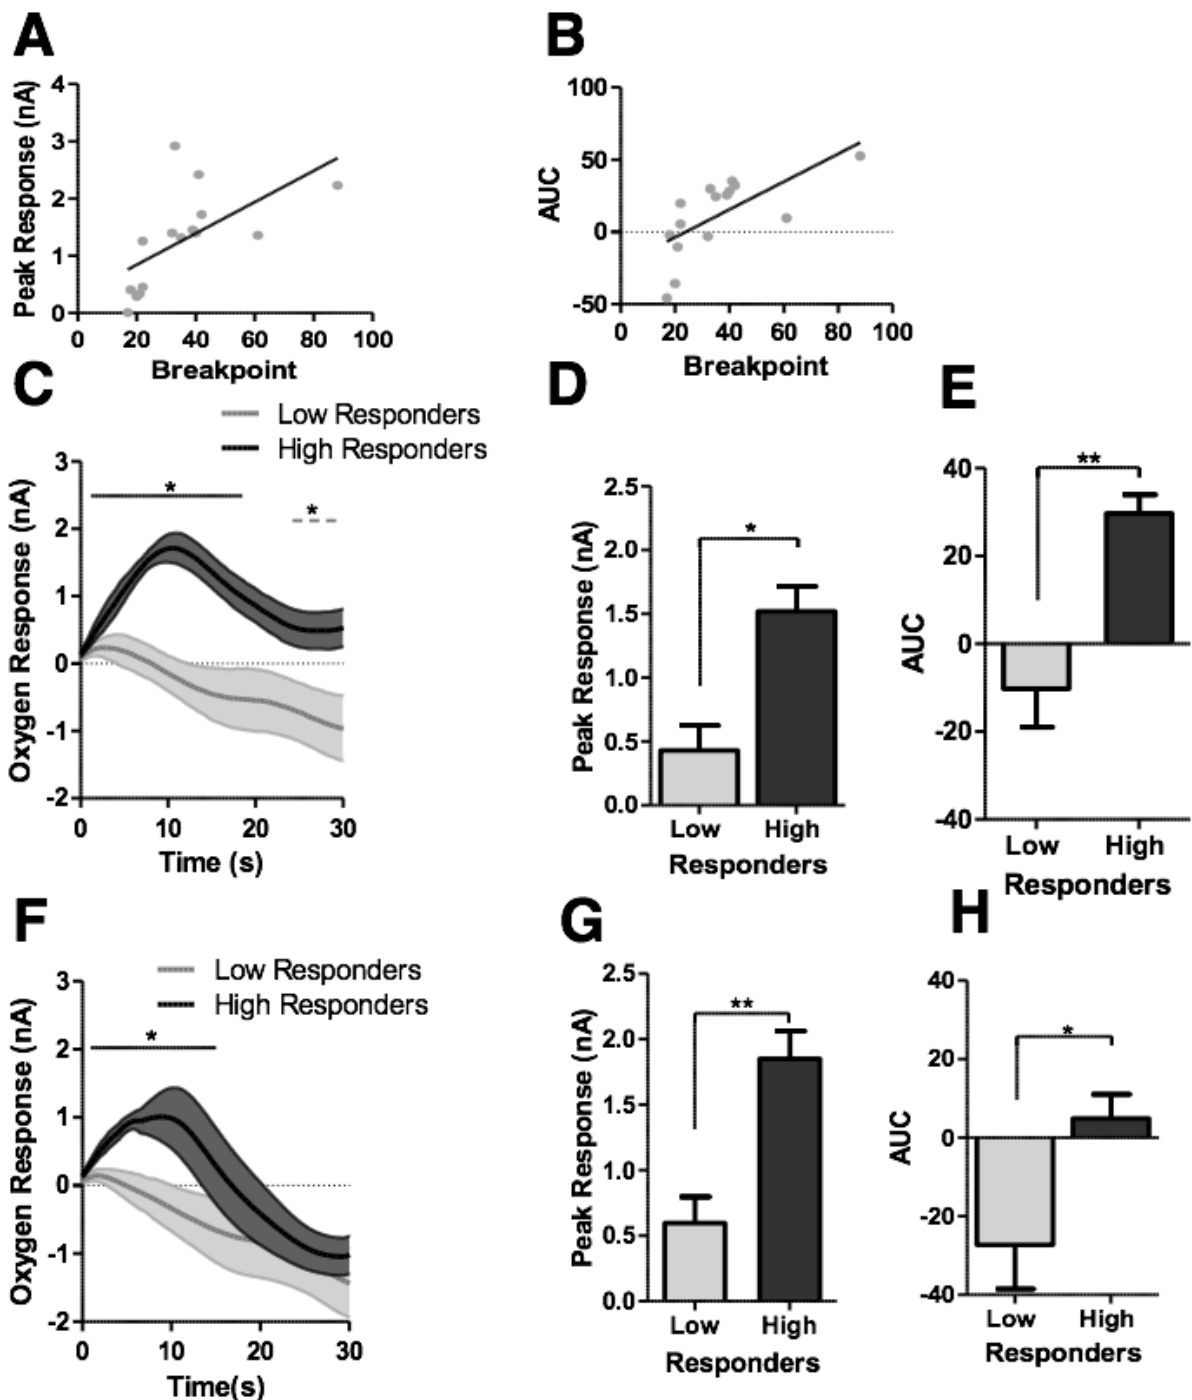 A
B
Peak Response (nA)
4
3
2
1
0
0 20 40 60 80 100
Breakpoint
AUC
100
50
0
-50
0 20 40 60 80 100
Breakpoint
C
D
E
Low Responders
High Responders
Oxygen Response (nA)
3
2
1
0
-1
-2
*
*
0 10 20 30
Time (s)
Peak Response (nA)
2.5
2.0
1.5
1.0
0.5
0.0
*
Low High
Responders
AUC
40
20
0
-20
-40
**
Low High
Responders
F
G
H
Low Responders
High Responders
Oxygen Response (nA)
3
2
1
0
-1
-2
*
0 10 20 30
Time(s)
Peak Response (nA)
2.5
2.0
1.5
1.0
0.5
0.0
**
Low High
Responders
AUC
40
20
0
-20
-40
*
Low High
Responders